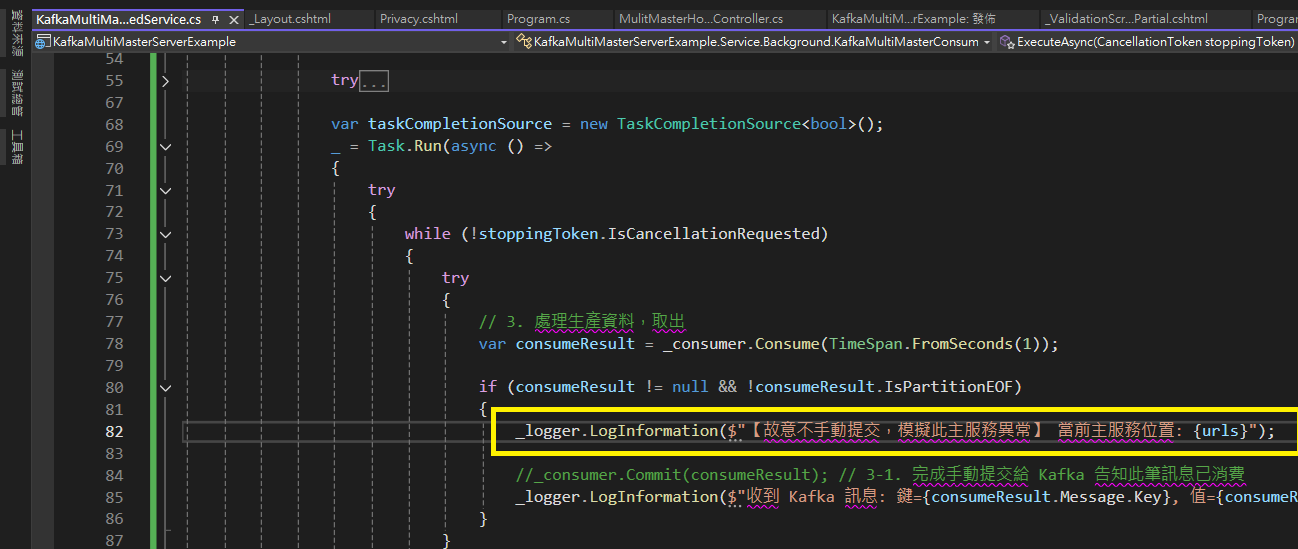 KafkaMultiMa...edService.cs _Layout.cshtml Privacy.cshtml Program.cs MulitMasterHo...Controller.cs KafkaMultiM...rExample: 發佈 _ValidationScr...Partial.cshtml Progran
KafkaMultiMasterServerExample KafkaMultiMasterServerExample.Service.Background.KafkaMultiMasterConsum ExecuteAsync(CancellationToken stoppingToken)
資料來源
測試總管
工具箱
54
55 try...
67
68 var taskCompletionSource = new TaskCompletionSource<bool>();
69 _ = Task.Run(async () =>
70 {
71 try
72 {
73 while (!stoppingToken.IsCancellationRequested)
74 {
75 try
76 {
77 // 3. 處理生產資料，取出
78 var consumeResult = _consumer.Consume(TimeSpan.FromSeconds(1));
79
80 if (consumeResult != null && !consumeResult.IsPartitionEOF)
81 {
82 _logger.LogInformation($"【故意不手動提交，模擬此主服務異常】 當前主服務位置: {urls}");
83
84 //_consumer.Commit(consumeResult); // 3-1. 完成手動提交給 Kafka 告知此筆訊息已消費
85 _logger.LogInformation($"收到 Kafka 訊息: 鍵={consumeResult.Message.Key}, 值={consumeR
86 }
87 }